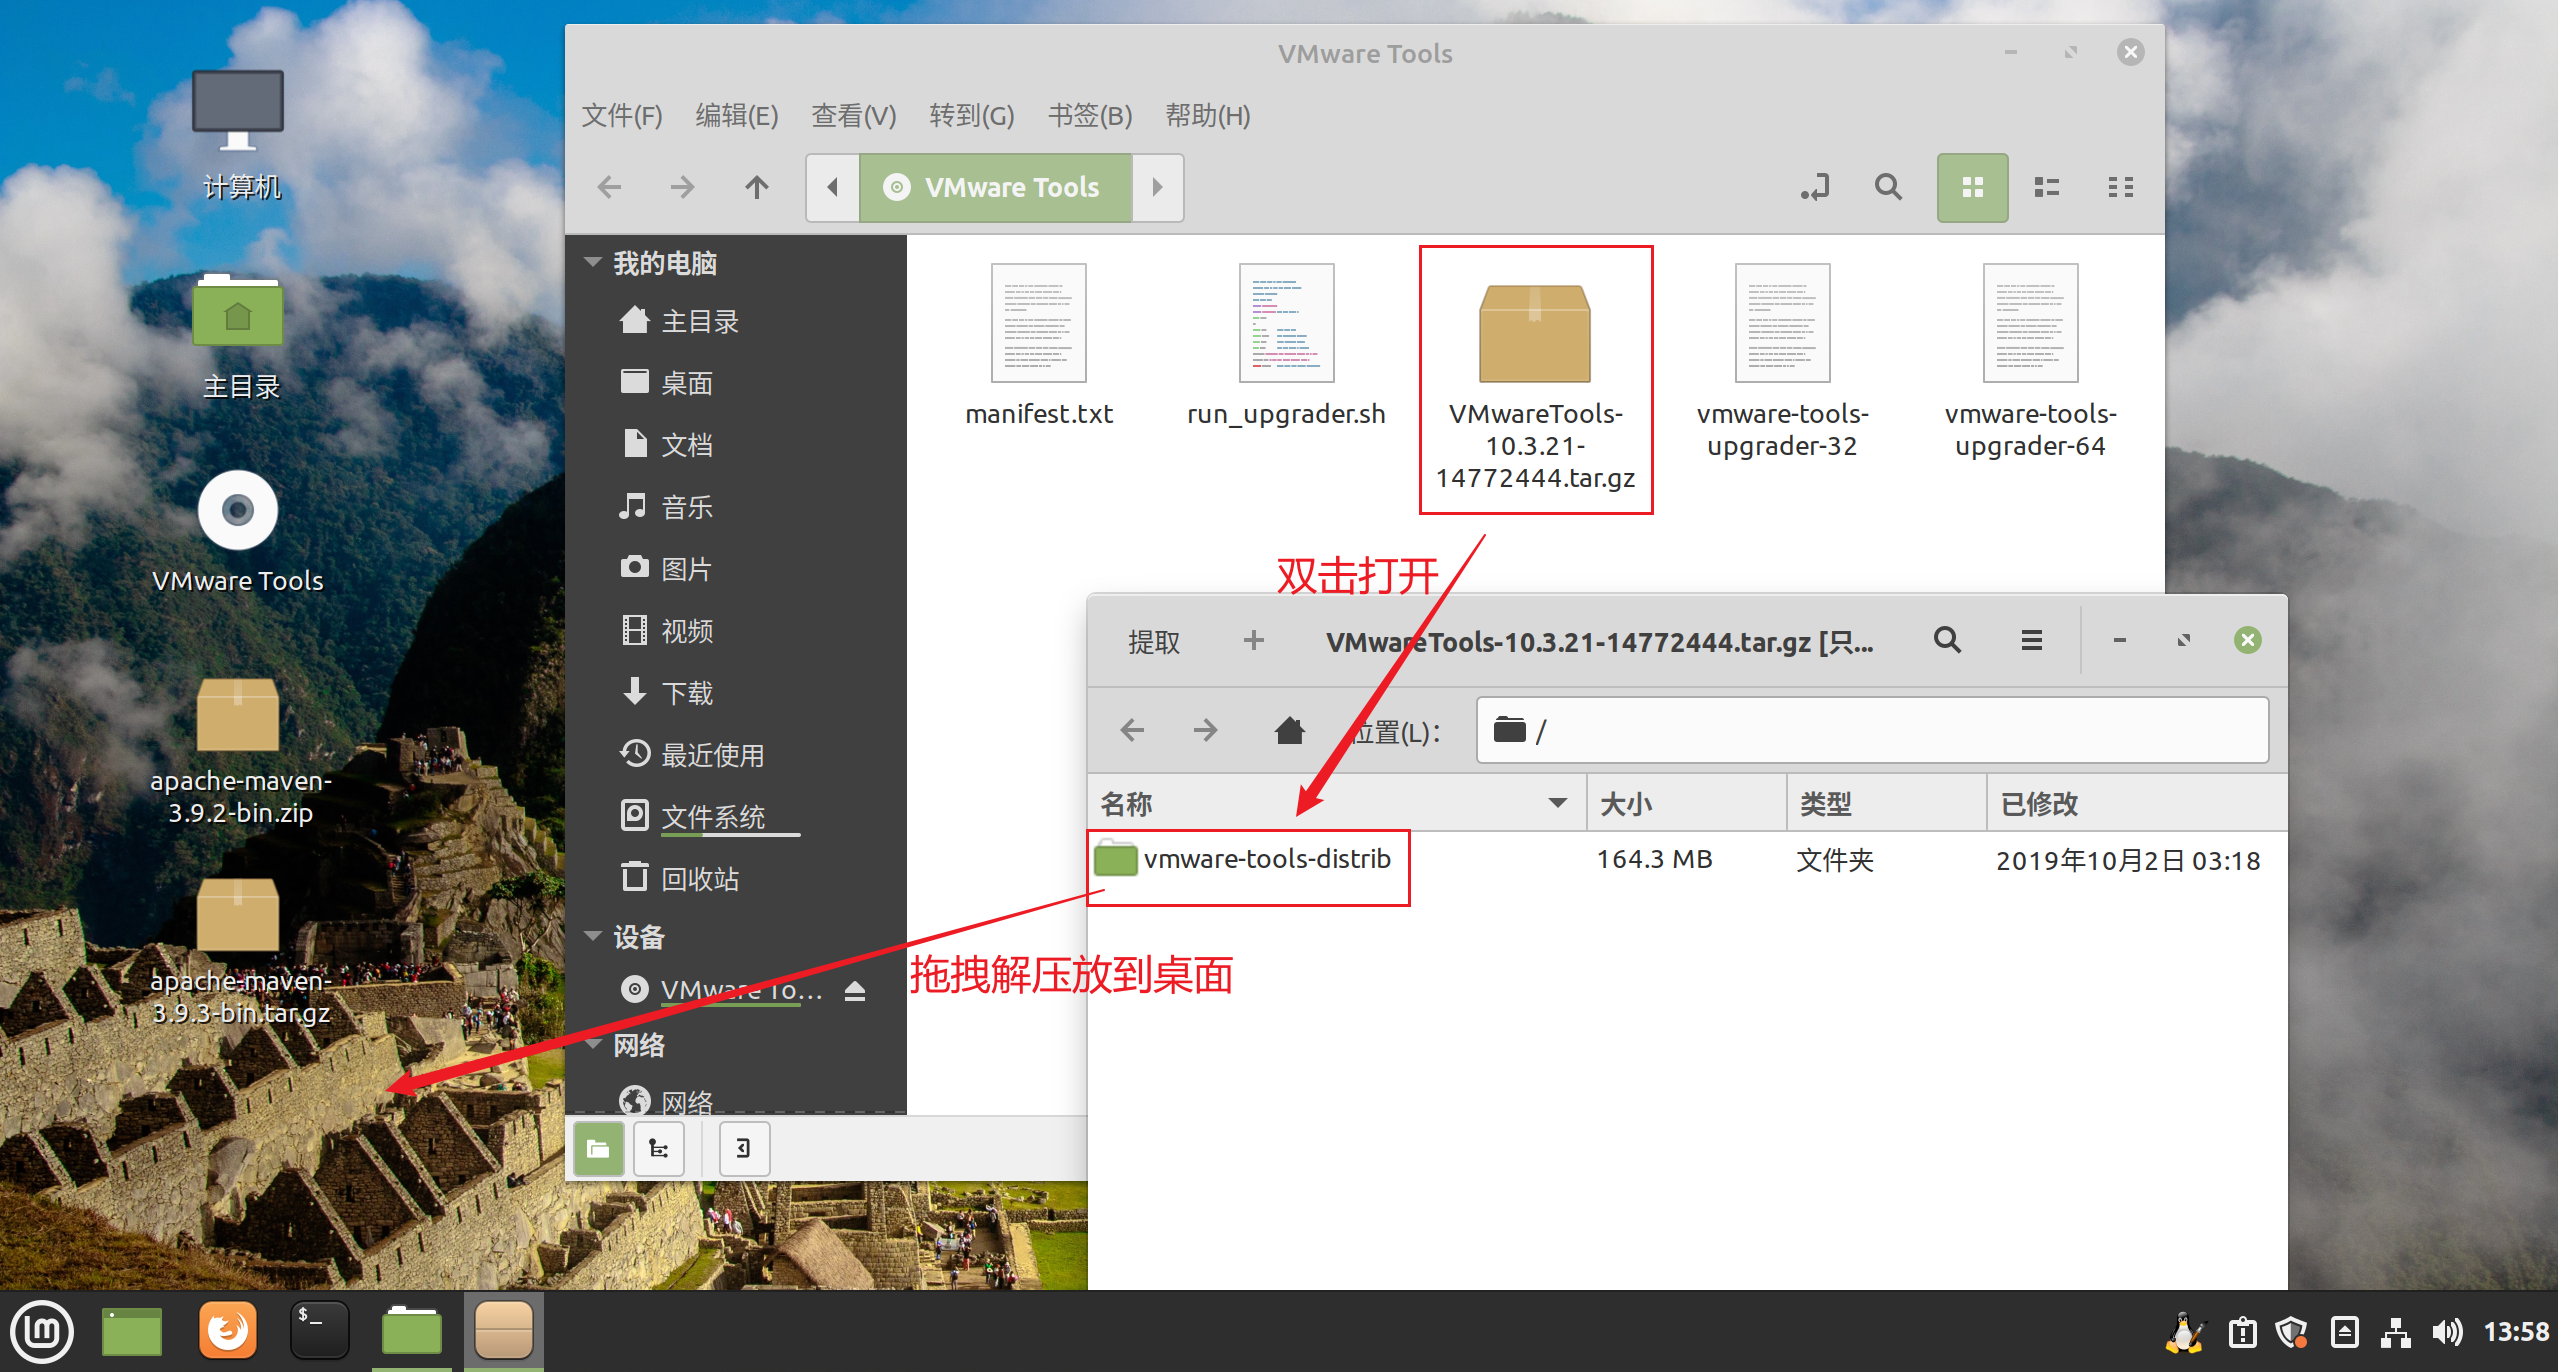 VMware Tools
文件(F) 编辑(E) 查看(V) 转到(G) 书签(B) 帮助(H)
VMware Tools
计算机
主目录
VMware Tools
apache-maven-
3.9.2-bin.zip
apache-maven-
3.9.3-bin.tar.gz
我的电脑
主目录
桌面
文档
音乐
图片
视频
下载
最近使用
文件系统
回收站
设备
VMware To...
网络
网络
manifest.txt
run_upgrader.sh
VMwareTools-
10.3.21-
14772444.tar.gz
vmware-tools-
upgrader-32
vmware-tools-
upgrader-64
双击打开
提取 + VMwareTools-10.3.21-14772444.tar.gz [只...
位置(L): /
名称 大小 类型 已修改
vmware-tools-distrib 164.3 MB 文件夹 2019年10月2日 03:18
拖拽解压放到桌面
$_
13:58